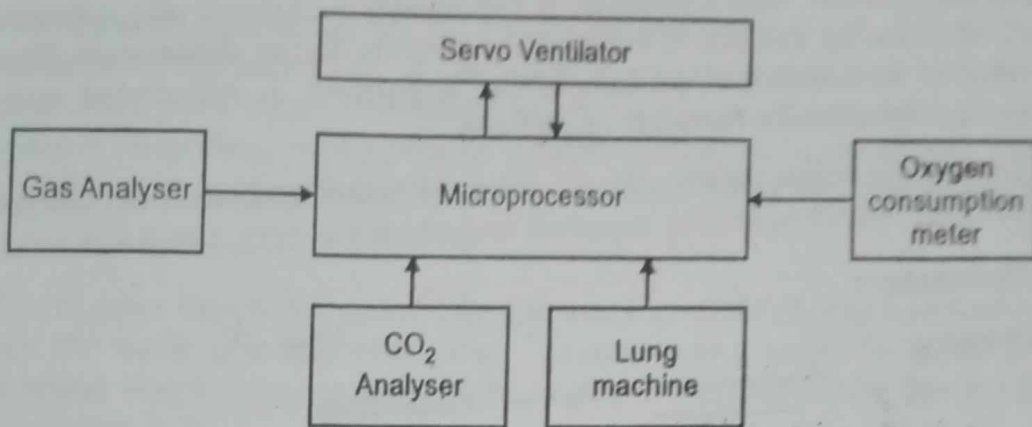 Servo Ventilator
Gas Analyser
Microprocessor
Oxygen
consumption
meter
CO₂
Analyser
Lung
machine